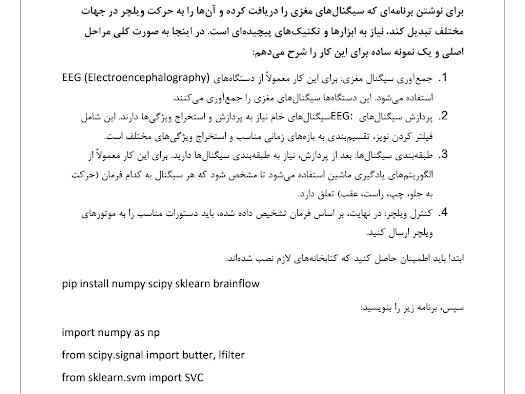 برای نوشتن برنامه‌ای که سیگنال‌های مغزی را دریافت کرده و آن‌ها را به حرکت ویلچر در جهات
مختلف تبدیل کند، نیاز به ابزارها و تکنیک‌های پیچیده‌ای است. در اینجا به صورت کلی مراحل
اصلی و یک نمونه ساده برای این کار را شرح می‌دهم:
1. جمع‌آوری سیگنال مغزی: برای این کار معمولاً از دستگاه‌های EEG (Electroencephalography)
استفاده می‌شود. این دستگاه‌ها سیگنال‌های مغزی را جمع‌آوری می‌کنند.
2. پردازش سیگنال‌های EEG: سیگنال‌های خام نیاز به پردازش و استخراج ویژگی‌ها دارند. این شامل
فیلتر کردن نویز، تقسیم‌بندی به بازه‌های زمانی مناسب و استخراج ویژگی‌های مختلف است.
3. طبقه‌بندی سیگنال‌ها: بعد از پردازش، نیاز به طبقه‌بندی سیگنال‌ها دارید. برای این کار معمولاً از
الگوریتم‌های یادگیری ماشین استفاده می‌شود تا مشخص شود که هر سیگنال به کدام فرمان (حرکت
به جلو، چپ، راست، عقب) تعلق دارد.
4. کنترل ویلچر: در نهایت، بر اساس فرمان تشخیص داده شده، باید دستورات مناسب را به موتورهای
ویلچر ارسال کنید.
ابتدا باید اطمینان حاصل کنید که کتابخانه‌های لازم نصب شده‌اند:
pip install numpy scipy sklearn brainflow
سپس، برنامه زیر را بنویسید:
import numpy as np
from scipy.signal import butter, lfilter
from sklearn.svm import SVC